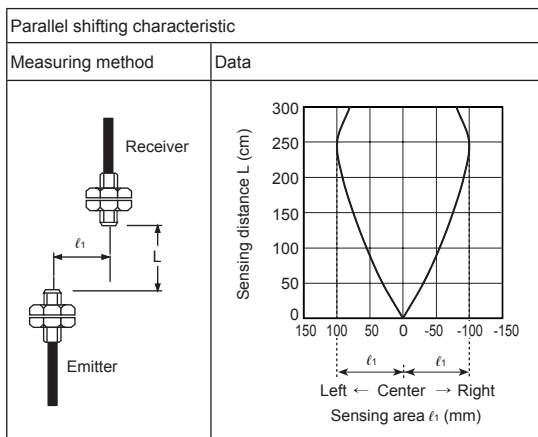 Parallel shifting characteristic
Measuring method
Data
Receiver
ℓ1
L
Emitter
Sensing distance L (cm)
300
250
200
150
100
50
0
150 100 50 0 -50 -100 -150
ℓ1 ℓ1
Left ← Center → Right
Sensing area ℓ1 (mm)